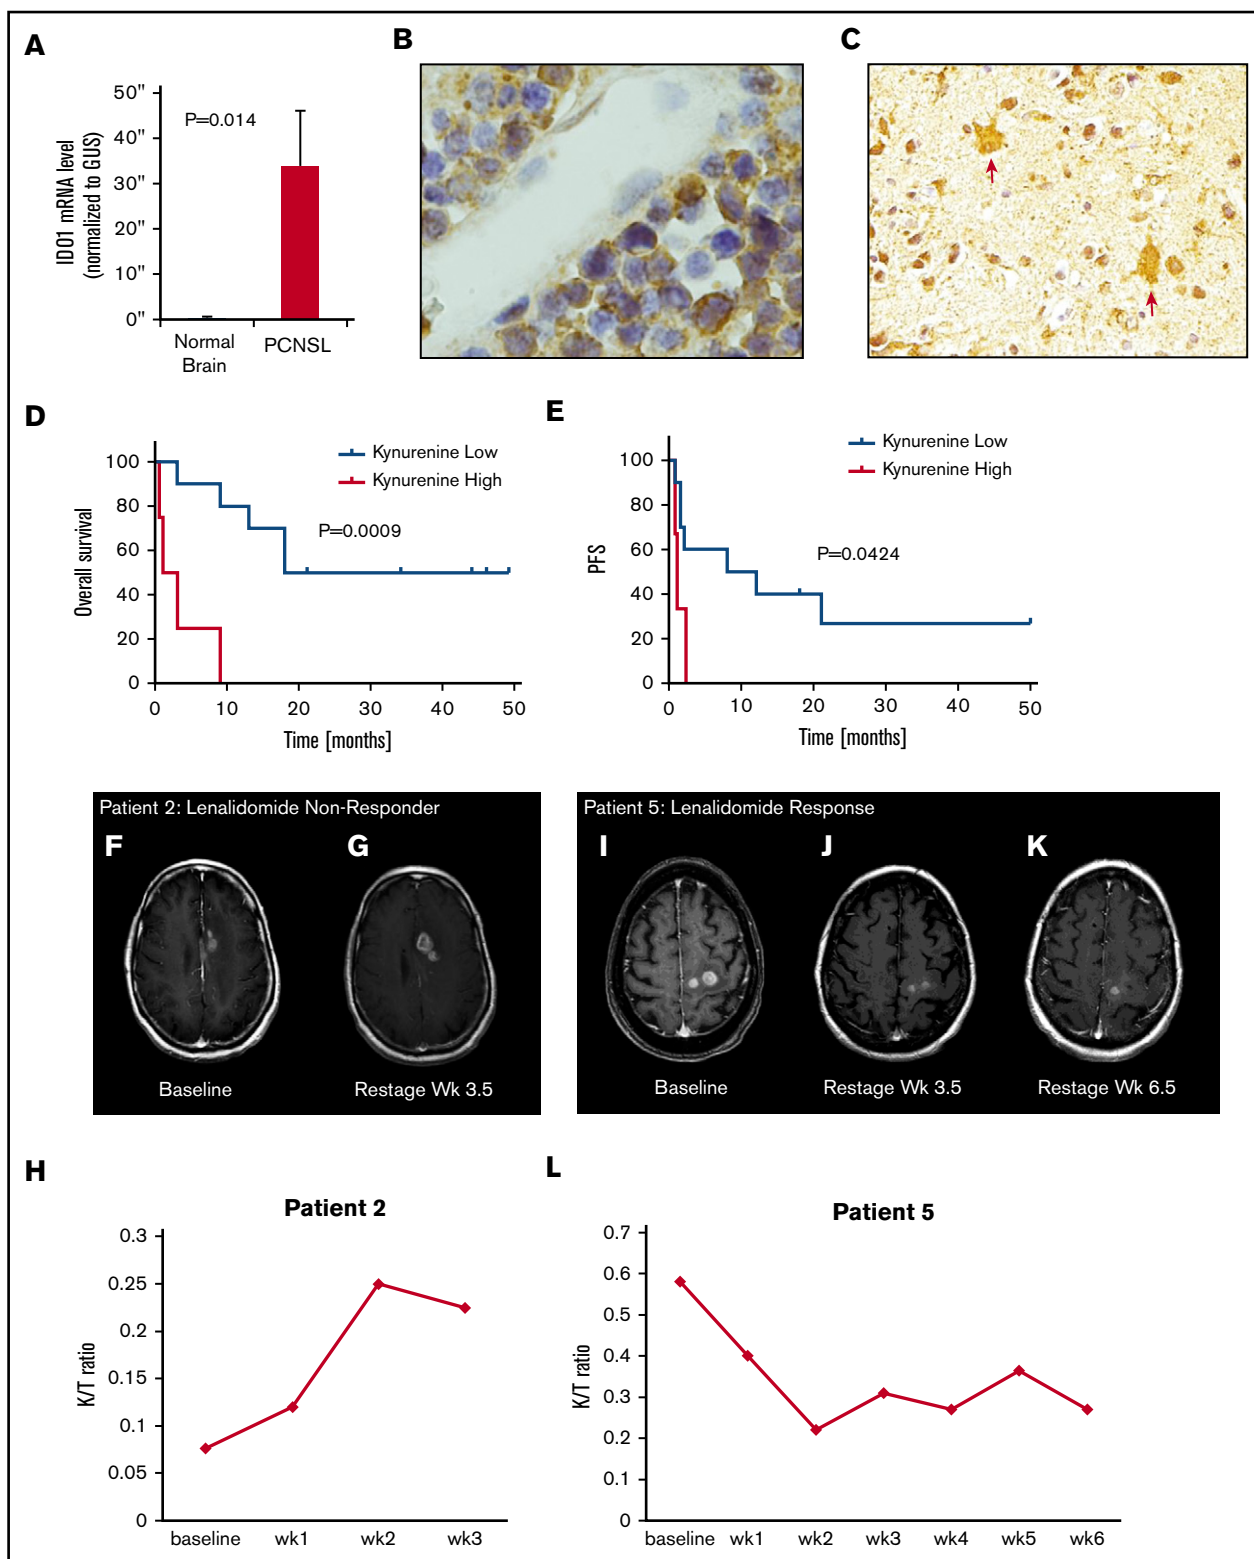 A
B
C
IDO1 mRNA level
(normalized to GUS)
50"
40"
30"
20"
10"
0"
P=0.014
Normal
Brain
PCNSL
D
Overall survival
100
80
60
40
20
0
Kynurenine Low
Kynurenine High
P=0.0009
0 10 20 30 40 50
Time [months]
E
PFS
100
80
60
40
20
0
Kynurenine Low
Kynurenine High
P=0.0424
0 10 20 30 40 50
Time [months]
Patient 2: Lenalidomide Non-Responder
F
G
Baseline
Restage Wk 3.5
Patient 5: Lenalidomide Response
I
J
K
Baseline
Restage Wk 3.5
Restage Wk 6.5
H
Patient 2
K/T ratio
0.3
0.25
0.2
0.15
0.1
0.05
0
baseline wk1 wk2 wk3
L
Patient 5
K/T ratio
0.7
0.6
0.5
0.4
0.3
0.2
0.1
0
baseline wk1 wk2 wk3 wk4 wk5 wk6